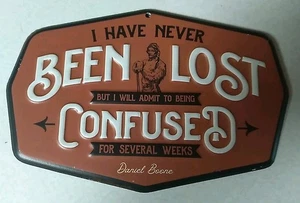 I HAVE NEVER
BEEN LOST
BUT I WILL ADMIT TO BEING
CONFUSED
FOR SEVERAL WEEKS
Daniel Boone